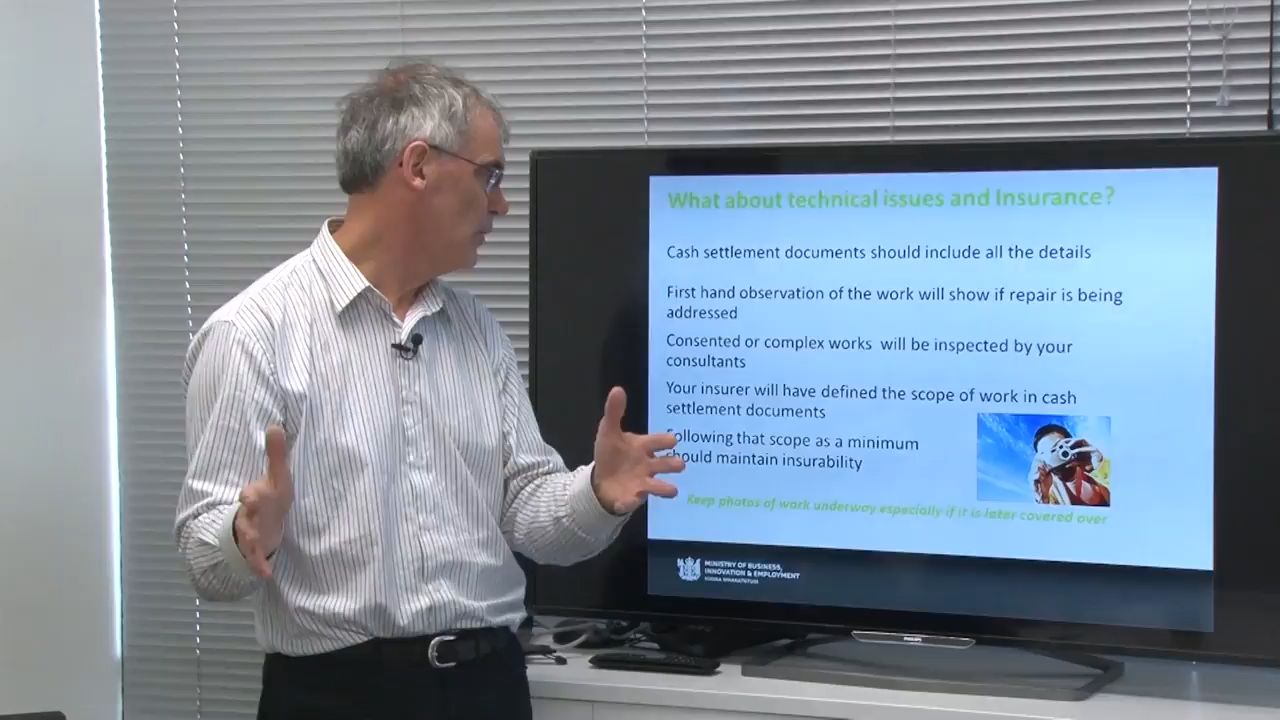 What about technical issues and Insurance?
Cash settlement documents should include all the details
First hand observation of the work will show if repair is being
addressed
Consented or complex works will be inspected by your
consultants
Your insurer will have defined the scope of work in cash
settlement documents
Following that scope as a minimum
should maintain insurability
Keep photos of work underway especially if it is later covered over
MINISTRY OF BUSINESS,
INNOVATION & EMPLOYMENT
HĪKINA WHAKATUTUKI
PHILIPS